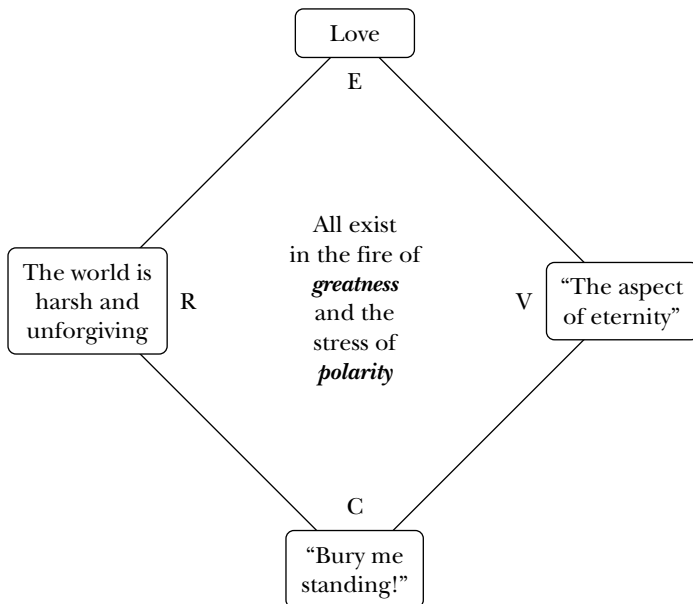 Love
E
All exist
in the fire of
greatness
and the
stress of
polarity
The world is
harsh and
unforgiving
R
V
“The aspect
of eternity”
C
“Bury me
standing!”